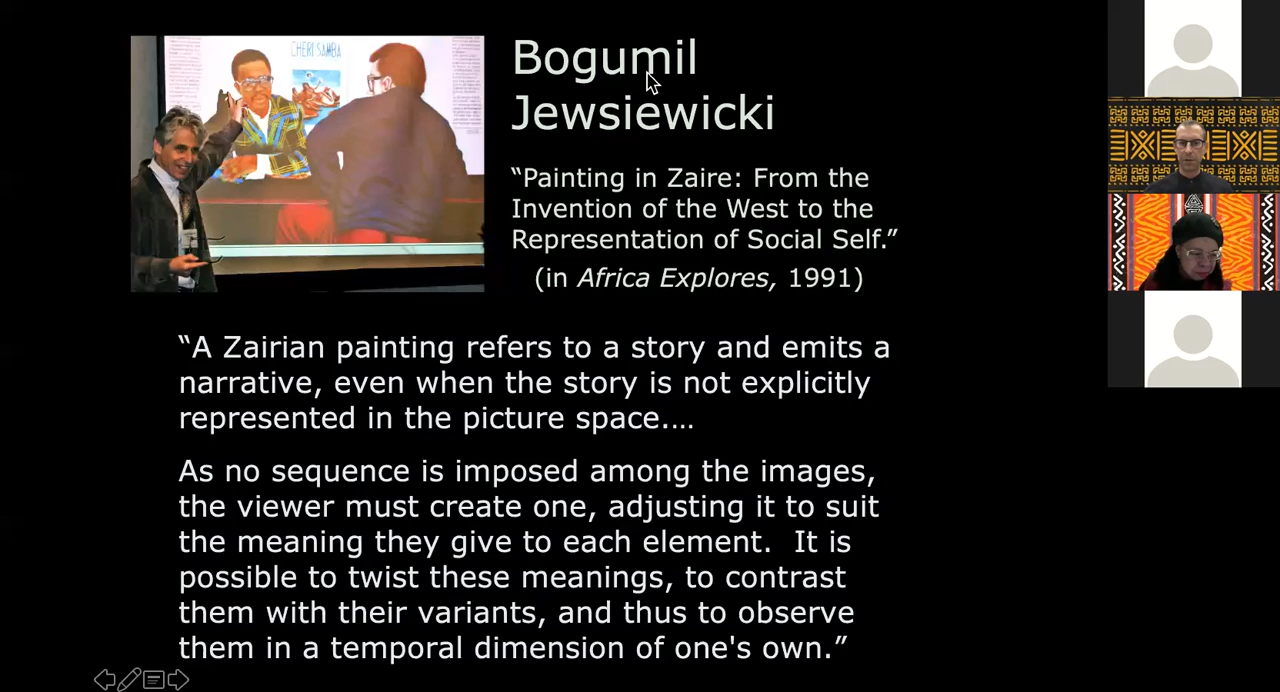 CHERI SAMBA
Bogumil
Jewsiewicki
“Painting in Zaire: From the
Invention of the West to the
Representation of Social Self.”
(in Africa Explores, 1991)
“A Zairian painting refers to a story and emits a
narrative, even when the story is not explicitly
represented in the picture space.…
As no sequence is imposed among the images,
the viewer must create one, adjusting it to suit
the meaning they give to each element.  It is
possible to twist these meanings, to contrast
them with their variants, and thus to observe
them in a temporal dimension of one's own.”